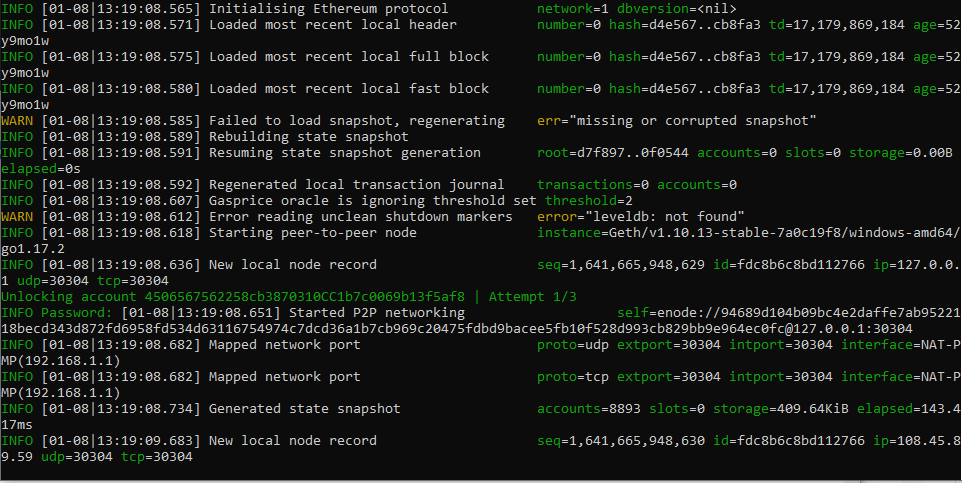 INFO [01-08|13:19:08.565] Initialising Ethereum protocol network=1 dbversion=<nil>
INFO [01-08|13:19:08.571] Loaded most recent local header number=0 hash=d4e567..cb8fa3 td=17,179,869,184 age=52
y9mo1w
INFO [01-08|13:19:08.575] Loaded most recent local full block number=0 hash=d4e567..cb8fa3 td=17,179,869,184 age=52
y9mo1w
INFO [01-08|13:19:08.580] Loaded most recent local fast block number=0 hash=d4e567..cb8fa3 td=17,179,869,184 age=52
y9mo1w
WARN [01-08|13:19:08.585] Failed to load snapshot, regenerating err="missing or corrupted snapshot"
INFO [01-08|13:19:08.589] Rebuilding state snapshot
INFO [01-08|13:19:08.591] Resuming state snapshot generation root=d7f897..0f0544 accounts=0 slots=0 storage=0.00B
elapsed=0s
INFO [01-08|13:19:08.592] Regenerated local transaction journal transactions=0 accounts=0
INFO [01-08|13:19:08.607] Gasprice oracle is ignoring threshold set threshold=2
WARN [01-08|13:19:08.612] Error reading unclean shutdown markers error="leveldb: not found"
INFO [01-08|13:19:08.618] Starting peer-to-peer node instance=Geth/v1.10.13-stable-7a0c19f8/windows-amd64/
go1.17.2
INFO [01-08|13:19:08.636] New local node record seq=1,641,665,948,629 id=fdc8b6c8bd112766 ip=127.0.0.
1 udp=30304 tcp=30304
Unlocking account 4506567562258cb3870310CC1b7c0069b13f5af8 | Attempt 1/3
INFO Password: [01-08|13:19:08.651] Started P2P networking self=enode://94689d104b09bc4e2daffe7ab95221
18becd343d872fd6958fd534d63116754974c7dcd36a1b7cb969c20475fdbd9bacee5fb10f528d993cb829bb9e964ec0fc@127.0.0.1:30304
INFO [01-08|13:19:08.682] Mapped network port proto=udp extport=30304 intport=30304 interface=NAT-P
MP(192.168.1.1)
INFO [01-08|13:19:08.682] Mapped network port proto=tcp extport=30304 intport=30304 interface=NAT-P
MP(192.168.1.1)
INFO [01-08|13:19:08.734] Generated state snapshot accounts=8893 slots=0 storage=409.64KiB elapsed=143.4
17ms
INFO [01-08|13:19:09.683] New local node record seq=1,641,665,948,630 id=fdc8b6c8bd112766 ip=108.45.8
9.59 udp=30304 tcp=30304